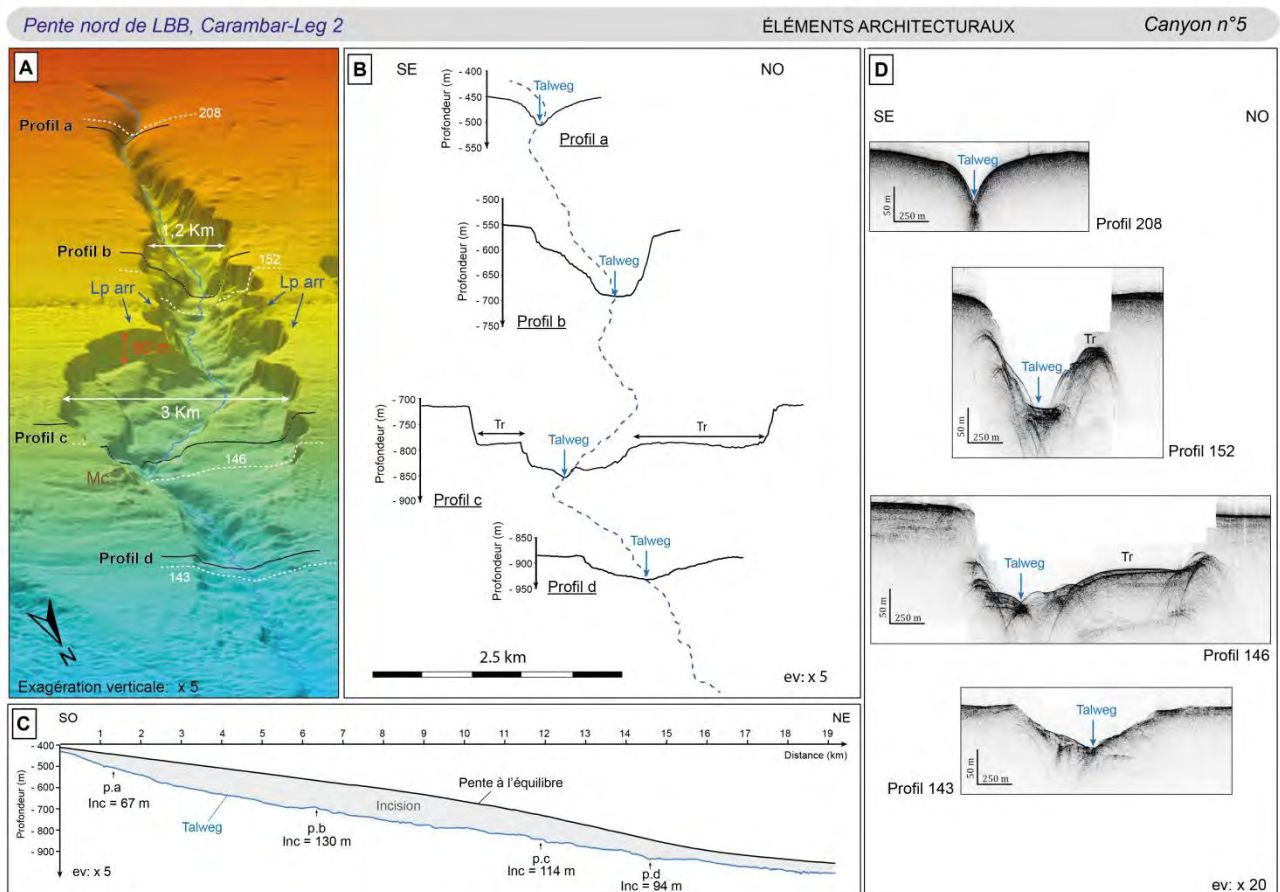 Pente nord de LBB, Carambar-Leg 2
ÉLÉMENTS ARCHITECTURAUX
Canyon n°5
A
208
Profil a
1,2 Km
Profil b
152
Lp arr
Lp arr
3 Km
Profil c
146
Mc
Profil d
143
N
Exagération verticale: x 5
B
SE
NO
Profondeur (m)
- 400
- 450
- 500
- 550
Talweg
Profil a
Profondeur (m)
- 500
- 550
- 600
- 650
- 700
- 750
Talweg
Profil b
Profondeur (m)
- 700
- 750
- 800
- 850
- 900
Tr
Talweg
Tr
Profil c
Profondeur (m)
- 850
- 900
- 950
Talweg
Profil d
2.5 km
ev: x 5
C
SO
NE
1 2 3 4 5 6 7 8 9 10 11 12 13 14 15 16 17 18 19
Distance (km)
Profondeur (m)
- 400
- 500
- 600
- 700
- 800
- 900
Pente à l'équilibre
Incision
Talweg
p.a
Inc = 67 m
p.b
Inc = 130 m
p.c
Inc = 114 m
p.d
Inc = 94 m
ev: x 5
D
SE
NO
Talweg
50 m
250 m
Profil 208
Tr
Talweg
50 m
250 m
Profil 152
Talweg
Tr
50 m
250 m
Profil 146
Talweg
50 m
250 m
Profil 143
ev: x 20